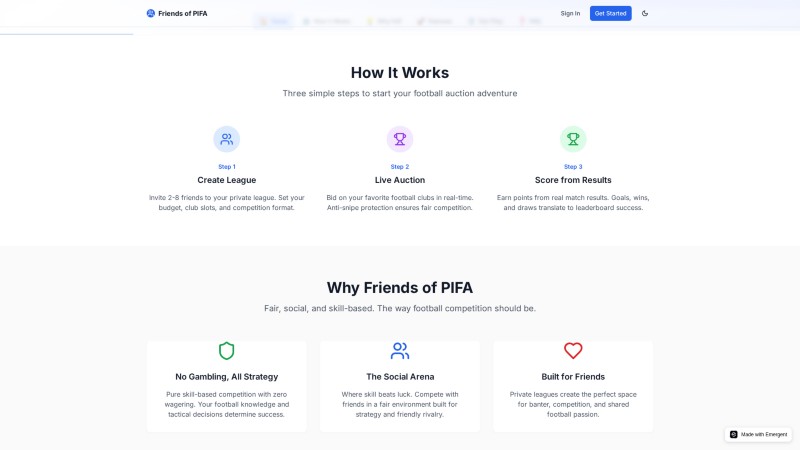 Friends of PIFA
Sign In
Get Started
How It Works
Three simple steps to start your football auction adventure
Step 1
Create League
Invite 2-8 friends to your private league. Set your
budget, club slots, and competition format.
Step 2
Live Auction
Bid on your favorite football clubs in real-time.
Anti-snipe protection ensures fair competition.
Step 3
Score from Results
Earn points from real match results. Goals, wins,
and draws translate to leaderboard success.
Why Friends of PIFA
Fair, social, and skill-based. The way football competition should be.
No Gambling, All Strategy
Pure skill-based competition with zero
wagering. Your football knowledge and
tactical decisions determine success.
The Social Arena
Where skill beats luck. Compete with
friends in a fair environment built for
strategy and friendly rivalry.
Built for Friends
Private leagues create the perfect space
for banter, competition, and shared
football passion.
Made with Emergent